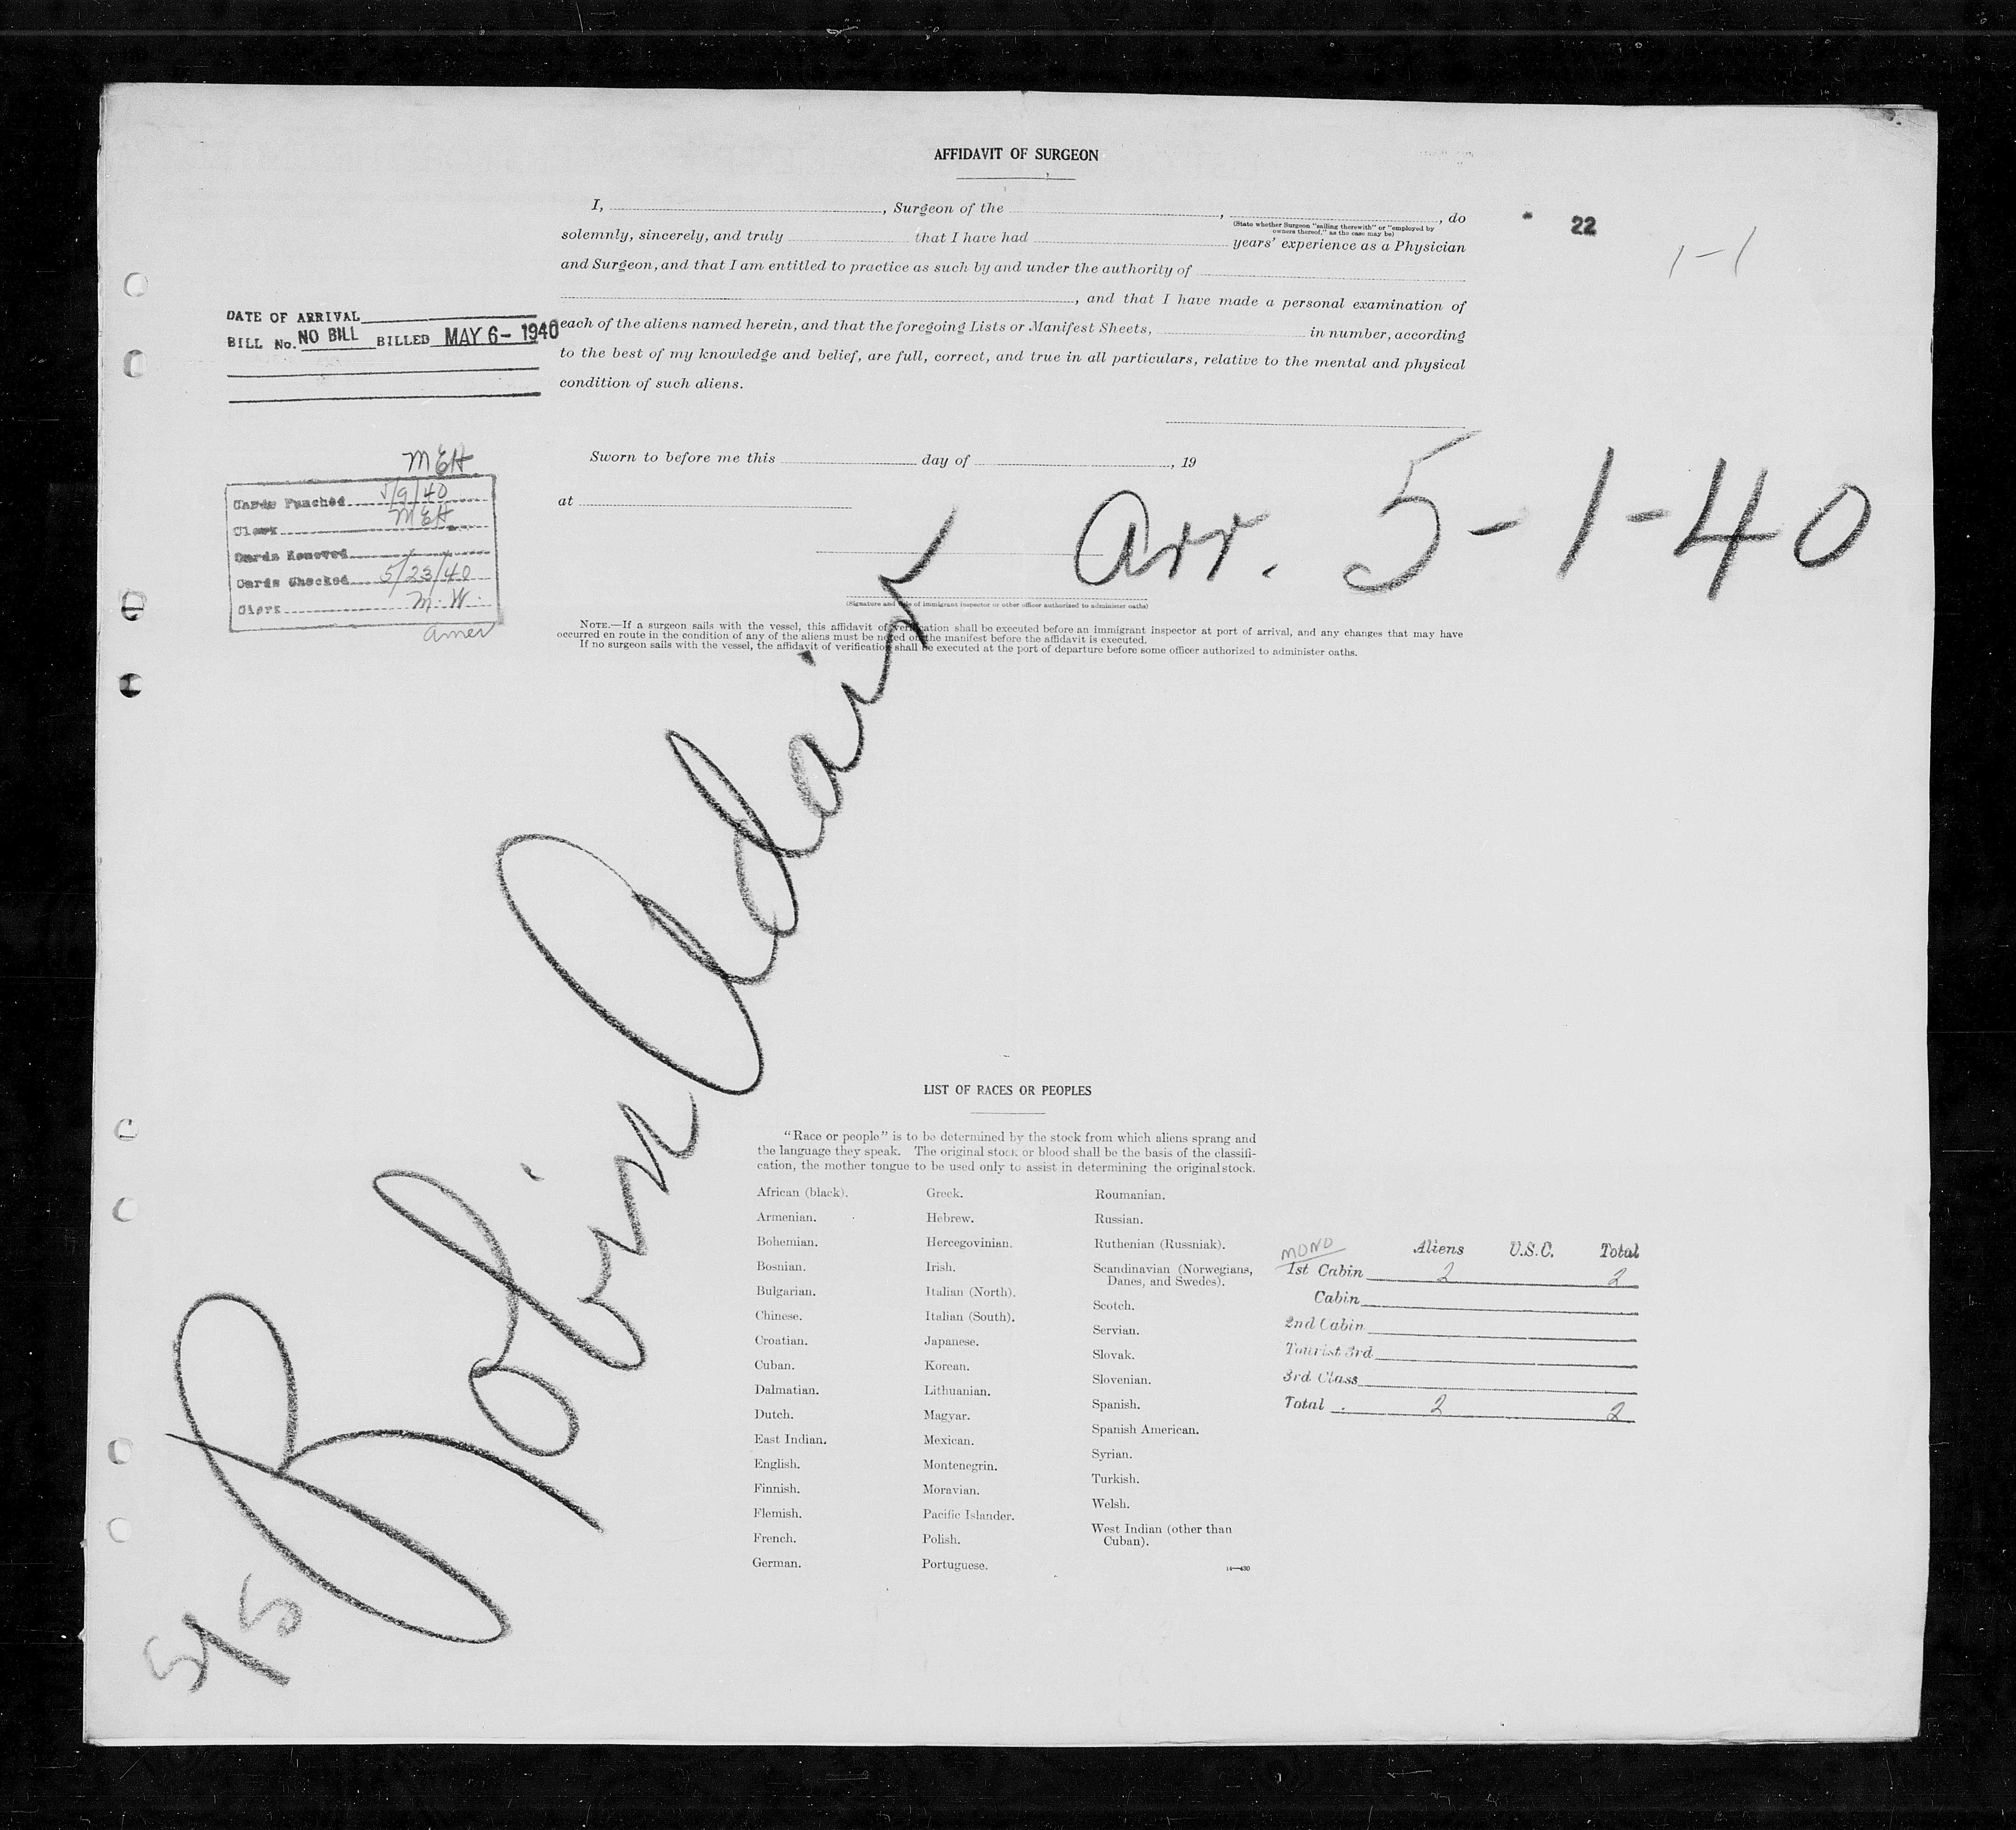 AFFIDAVIT OF SURGEON
I, , Surgeon of the , , do
(State whether Surgeon "sailing therewith" or "employed by
owners thereof," as the case may be)
solemnly, sincerely, and truly that I have had years' experience as a Physician
and Surgeon, and that I am entitled to practice as such by and under the authority of
, and that I have made a personal examination of
each of the aliens named herein, and that the foregoing Lists or Manifest Sheets, in number, according
to the best of my knowledge and belief, are full, correct, and true in all particulars, relative to the mental and physical
condition of such aliens.
Sworn to before me this day of , 19
at
(Signature and title of immigrant inspector or other officer authorized to administer oaths)
NOTE.—If a surgeon sails with the vessel, this affidavit of verification shall be executed before an immigrant inspector at port of arrival, and any changes that may have
occurred en route in the condition of any of the aliens must be noted on the manifest before the affidavit is executed.
If no surgeon sails with the vessel, the affidavit of verification shall be executed at the port of departure before some officer authorized to administer oaths.
22
1-1
DATE OF ARRIVAL
BILL No. NO BILL BILLED MAY 6- 1940
MEH
Cards Punched 5/9/40
Clerk MEH
Cards Removed
Cards Checked 5/23/40
Clerk M.W.
Amer
Arr. 5-1-40
Robin Adair
LIST OF RACES OR PEOPLES
"Race or people" is to be determined by the stock from which aliens sprang and
the language they speak. The original stock or blood shall be the basis of the classifi-
cation, the mother tongue to be used only to assist in determining the original stock.
African (black).
Armenian.
Bohemian.
Bosnian.
Bulgarian.
Chinese.
Croatian.
Cuban.
Dalmatian.
Dutch.
East Indian.
English.
Finnish.
Flemish.
French.
German.
Greek.
Hebrew.
Hercegovinian.
Irish.
Italian (North).
Italian (South).
Japanese.
Korean.
Lithuanian.
Magyar.
Mexican.
Montenegrin.
Moravian.
Pacific Islander.
Polish.
Portuguese.
Roumanian.
Russian.
Ruthenian (Russniak).
Scandinavian (Norwegians,
Danes, and Swedes).
Scotch.
Servian.
Slovak.
Slovenian.
Spanish.
Spanish American.
Syrian.
Turkish.
Welsh.
West Indian (other than
Cuban).
14—430
MONO
Aliens U.S.C. Total
1st Cabin 2 2
Cabin
2nd Cabin
Tourist 3rd
3rd Class
Total 2 2